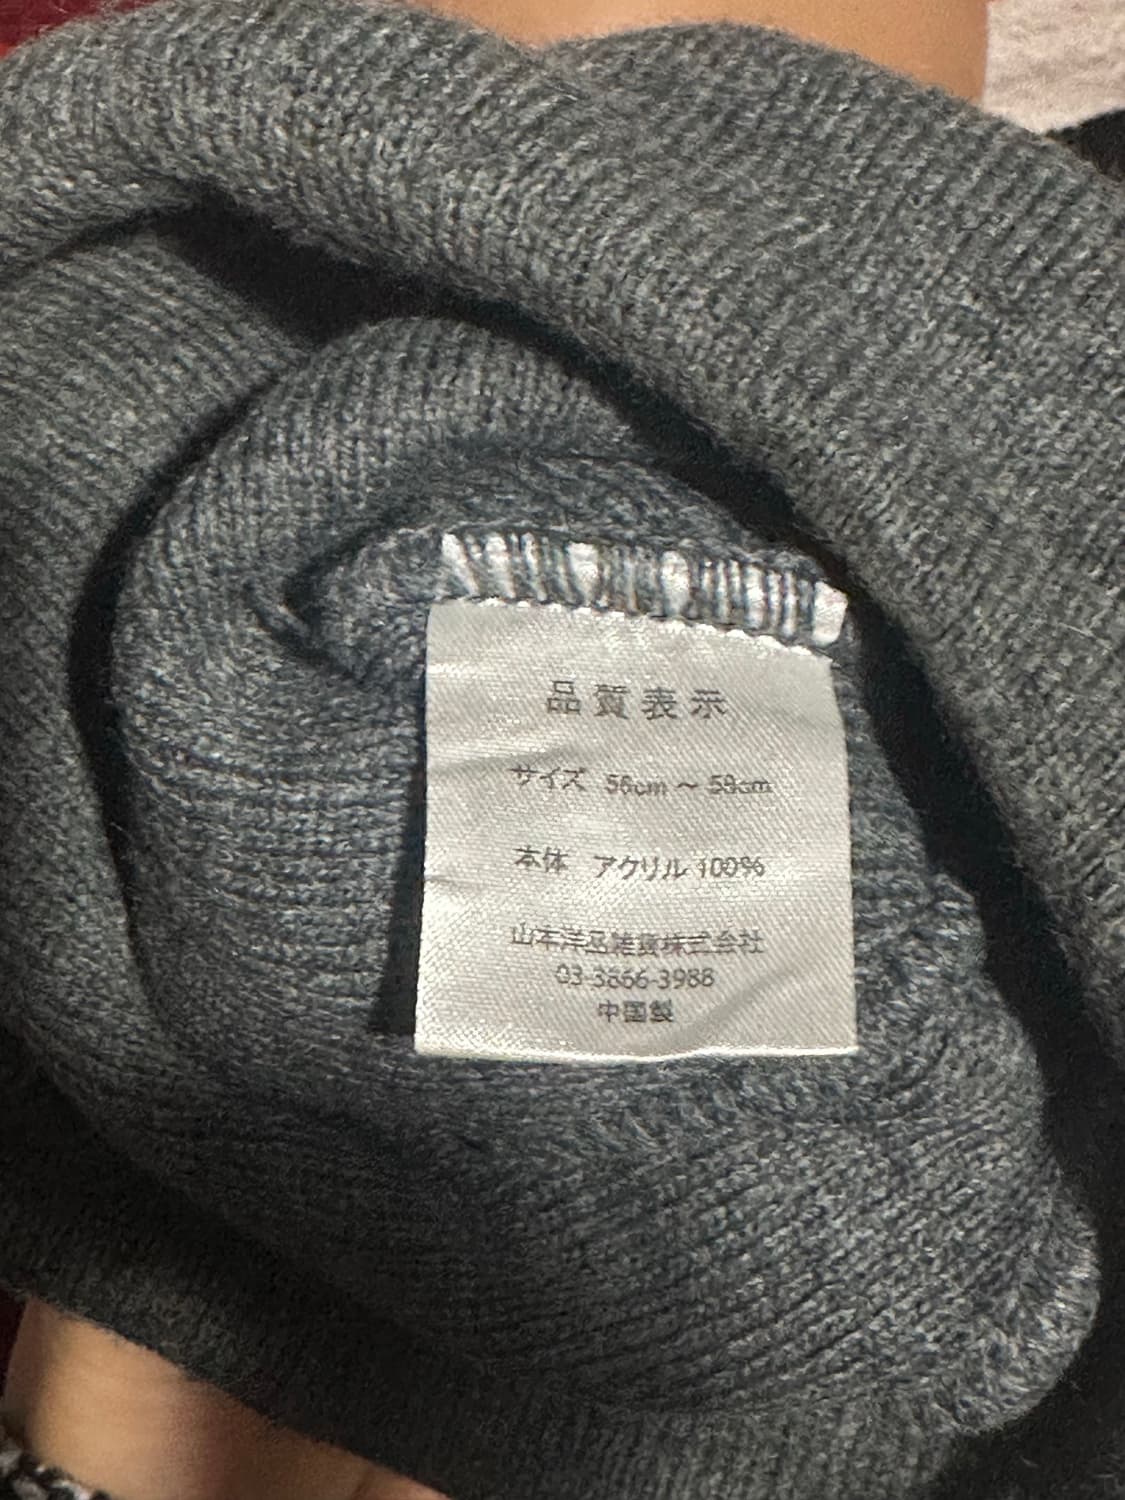 品質表示
サイズ 56cm ～ 58cm
本体 アクリル 100%
山本洋品雑貨株式会社
03-3866-3988
中国製